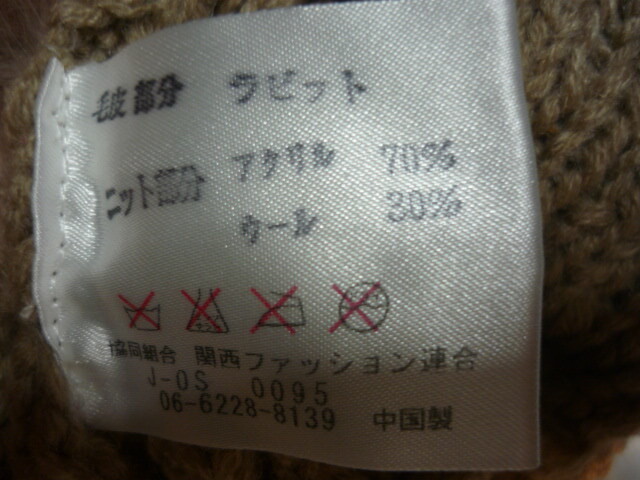 毛皮部分 ラビット
ニット部分 アクリル 70%
ウール 30%
協同組合 関西ファッション連合
J-OS 0095
06-6228-8139 中国製